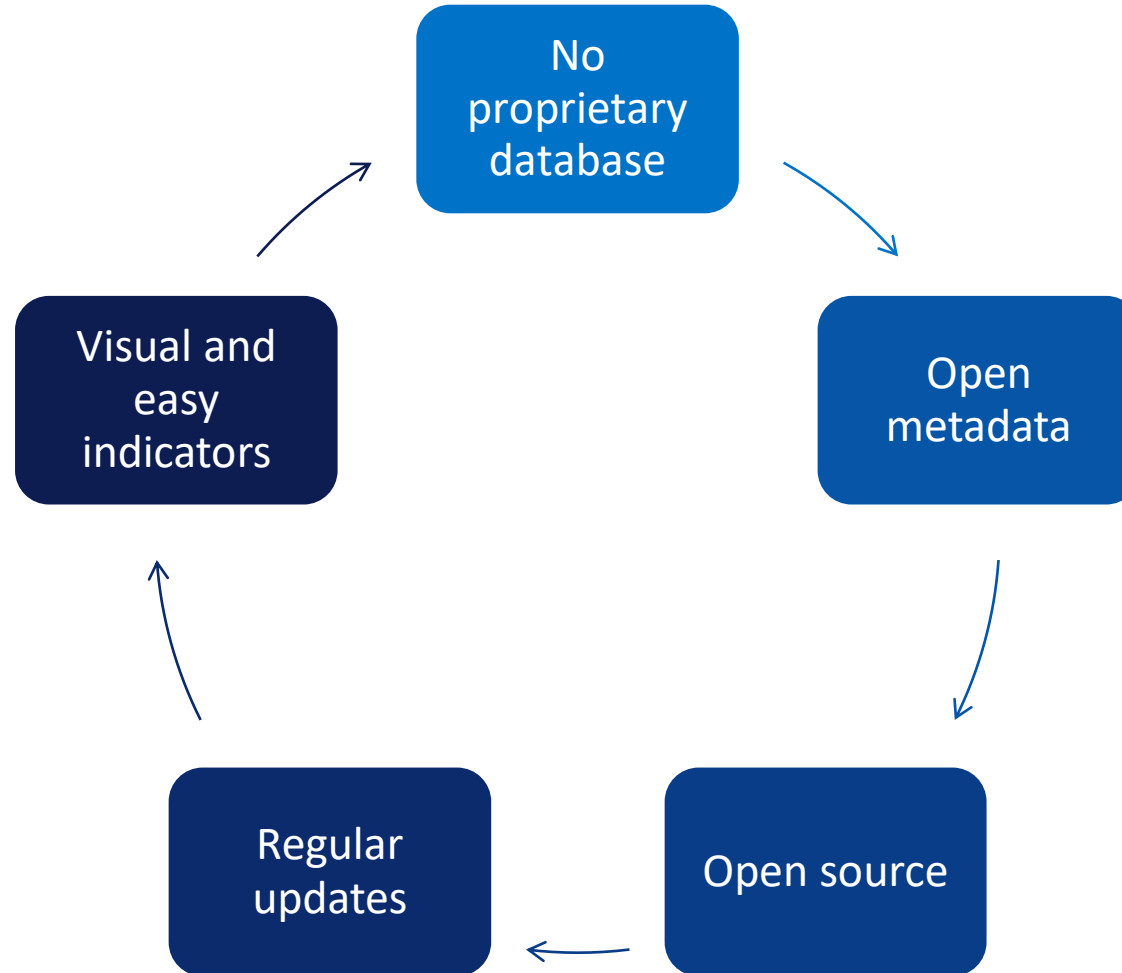 No
proprietary
database
Open
metadata
Open source
Regular
updates
Visual and
easy
indicators